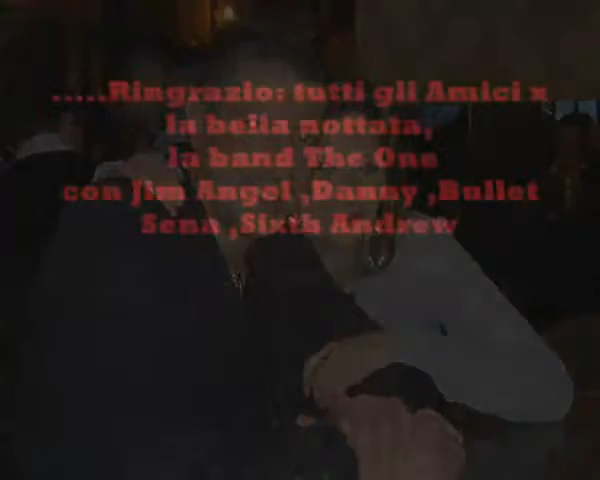 .....Ringrazio: tutti gli Amici x
la bella nottata,
la band The One
con Jim Angel ,Danny ,Bullet
Sena ,Sixth Andrew